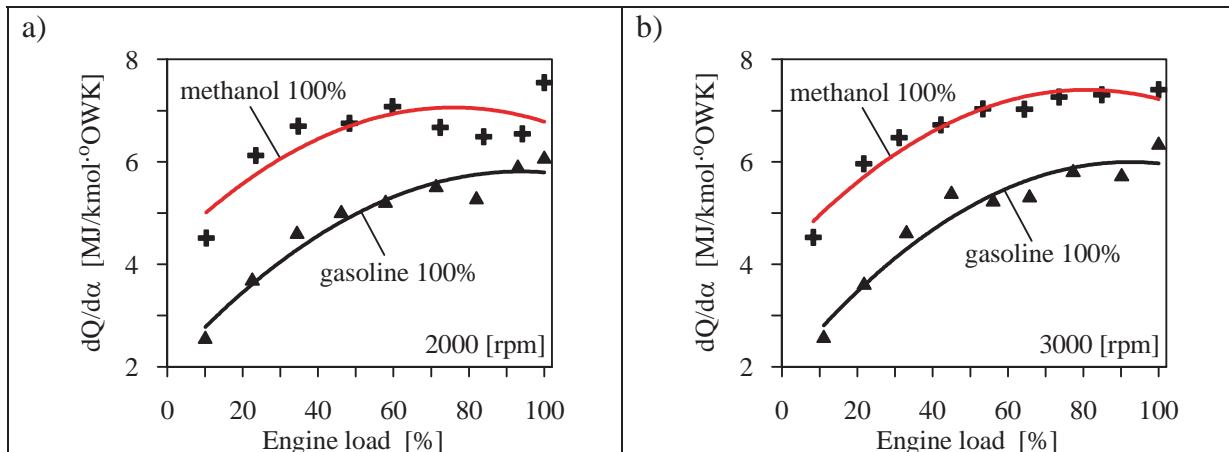 a)
dQ/dα [MJ/kmol·⁰OWK]
8
6
4
2
methanol 100%
gasoline 100%
2000 [rpm]
0 20 40 60 80 100
Engine load [%]
b)
dQ/dα [MJ/kmol·⁰OWK]
8
6
4
2
methanol 100%
gasoline 100%
3000 [rpm]
0 20 40 60 80 100
Engine load [%]